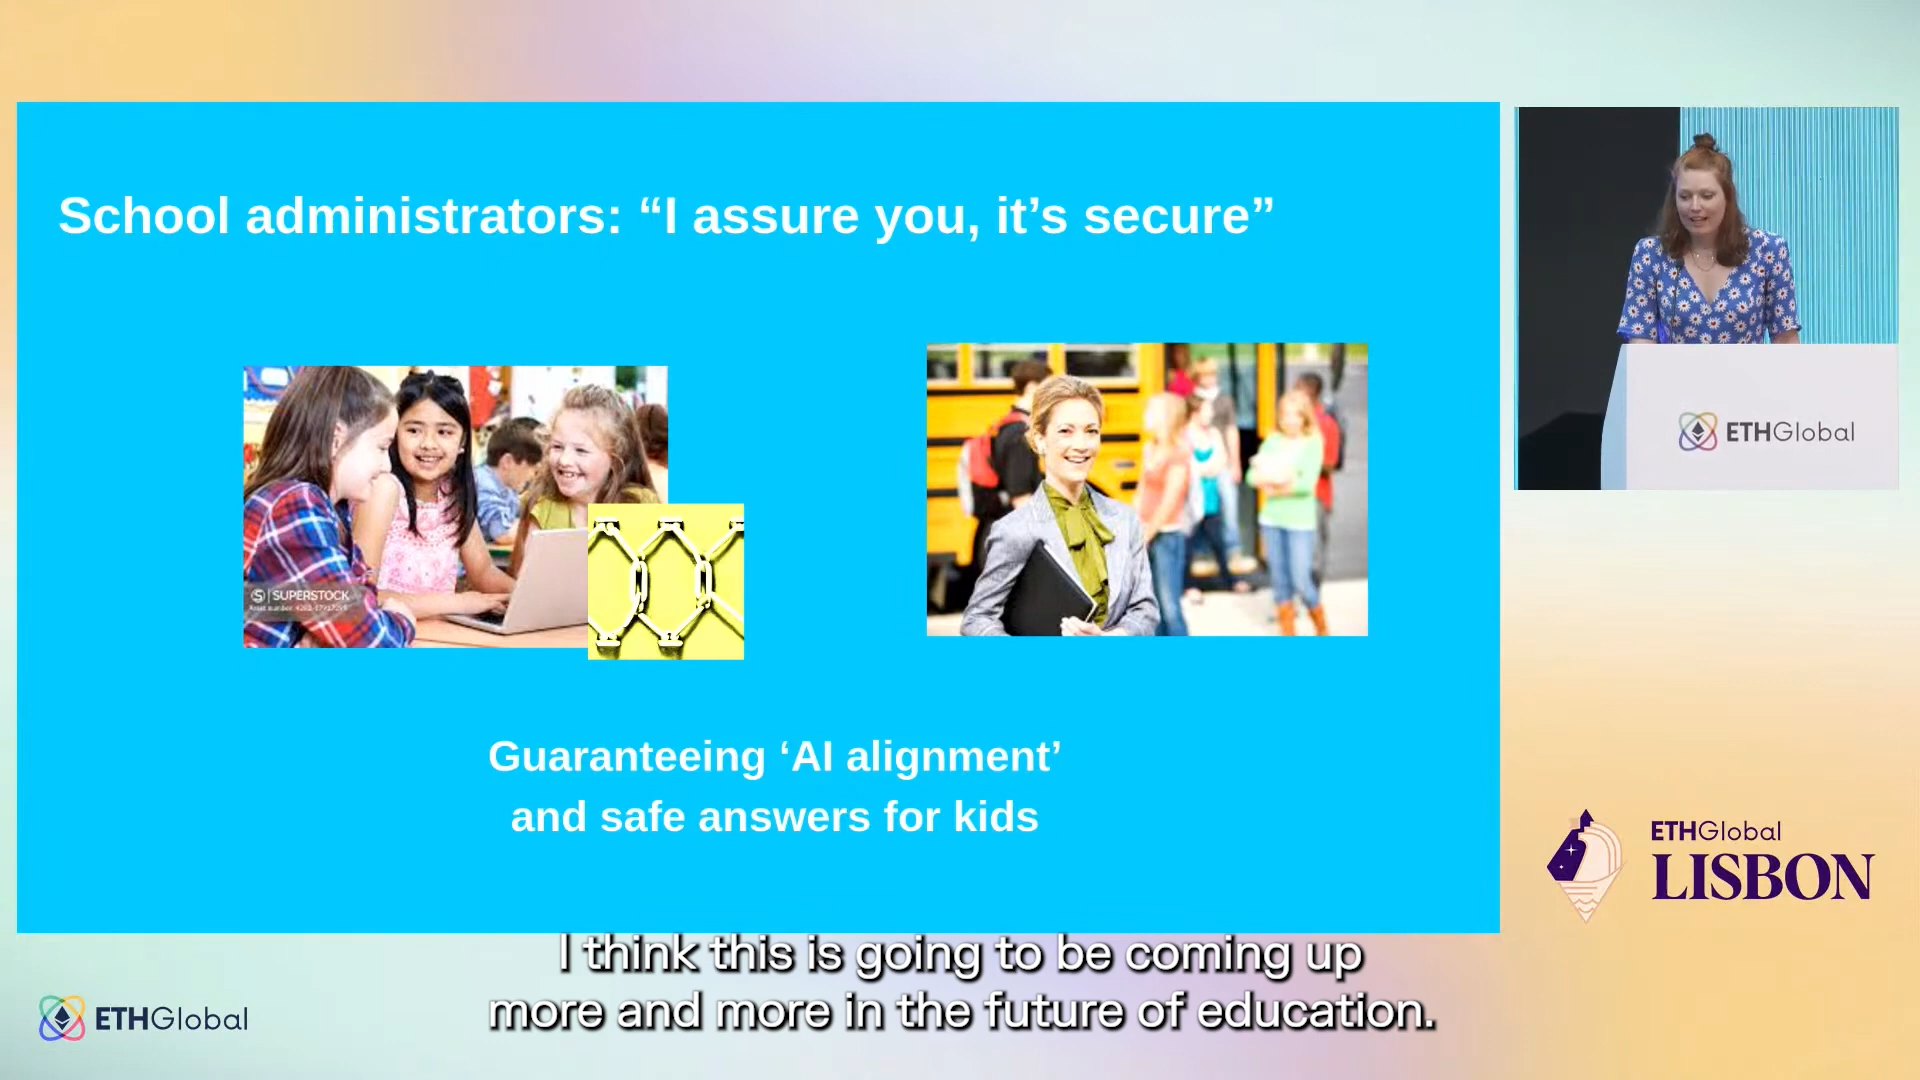 School administrators: “I assure you, it’s secure”
S | SUPERSTOCK
Guaranteeing ‘AI alignment’
and safe answers for kids
ETHGlobal
ETHGlobal
LISBON
I think this is going to be coming up
more and more in the future of education.
ETHGlobal